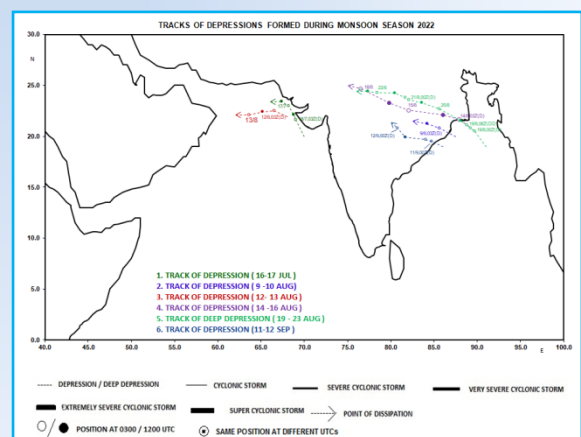 TRACKS OF DEPRESSIONS FORMED DURING MONSOON SEASON 2022
30.0
25.0
N
20.0
15.0
10.0
5.0
0.0
40.0 45.0 50.0 55.0 60.0 65.0 70.0 75.0 80.0 85.0 90.0 95.0 100.0
E
13/8
1. TRACK OF DEPRESSION (16-17 JUL )
2. TRACK OF DEPRESSION ( 9 -10 AUG)
3. TRACK OF DEPRESSION ( 12- 13 AUG)
4. TRACK OF DEPRESSION ( 14 -16 AUG)
5. TRACK OF DEEP DEPRESSION ( 19 - 23 AUG)
6. TRACK OF DEPRESSION (11-12 SEP )
DEPRESSION / DEEP DEPRESSION
CYCLONIC STORM
SEVERE CYCLONIC STORM
VERY SEVERE CYCLONIC STORM
EXTREMELY SEVERE CYCLONIC STORM
SUPER CYCLONIC STORM
POINT OF DISSIPATION
POSITION AT 0300 / 1200 UTC
SAME POSITION AT DIFFERENT UTCs